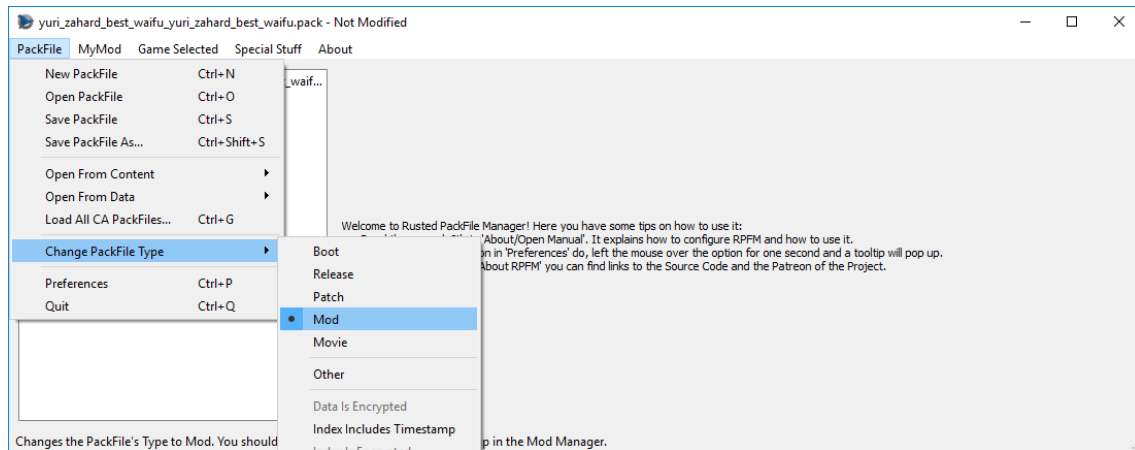 yuri_zahard_best_waifu_yuri_zahard_best_waifu.pack - Not Modified
PackFile MyMod Game Selected Special Stuff About
New PackFile Ctrl+N
_waif...
Open PackFile Ctrl+O
Save PackFile Ctrl+S
Save PackFile As... Ctrl+Shift+S
Open From Content
Open From Data
Load All CA PackFiles... Ctrl+G
Change PackFile Type
Preferences Ctrl+P
Quit Ctrl+Q
Boot
Release
Patch
Mod
Movie
Other
Data Is Encrypted
Index Includes Timestamp
Welcome to Rusted PackFile Manager! Here you have some tips on how to use it:
'About/Open Manual'. It explains how to configure RPFM and how to use it.
in 'Preferences' do, left the mouse over the option for one second and a tooltip will pop up.
About RPFM' you can find links to the Source Code and the Patreon of the Project.
Changes the PackFile's Type to Mod. You should p in the Mod Manager.